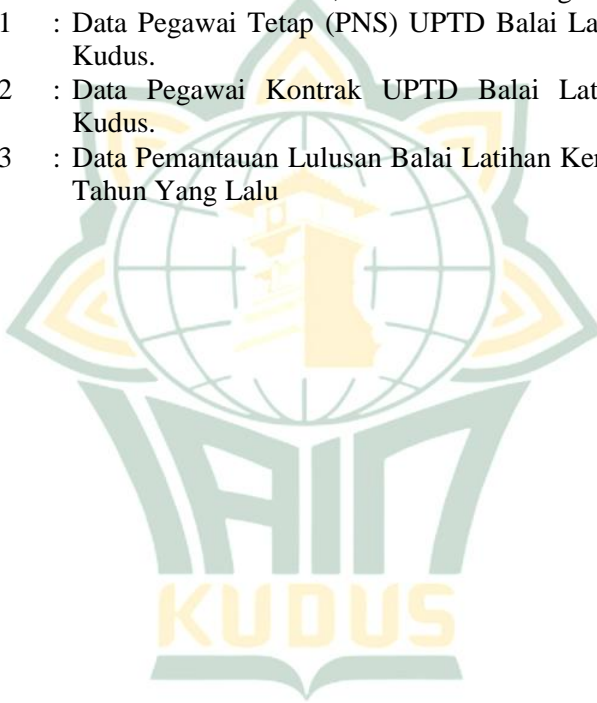 1 : Data Pegawai Tetap (PNS) UPTD Balai La
Kudus.
2 : Data Pegawai Kontrak UPTD Balai Lat
Kudus.
3 : Data Pemantauan Lulusan Balai Latihan Ker
Tahun Yang Lalu
IAIN
KUDUS